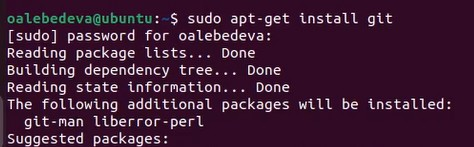 oalebedeva@ubuntu:~$ sudo apt-get install git
[sudo] password for oalebedeva:
Reading package lists... Done
Building dependency tree... Done
Reading state information... Done
The following additional packages will be installed:
  git-man liberror-perl
Suggested packages: